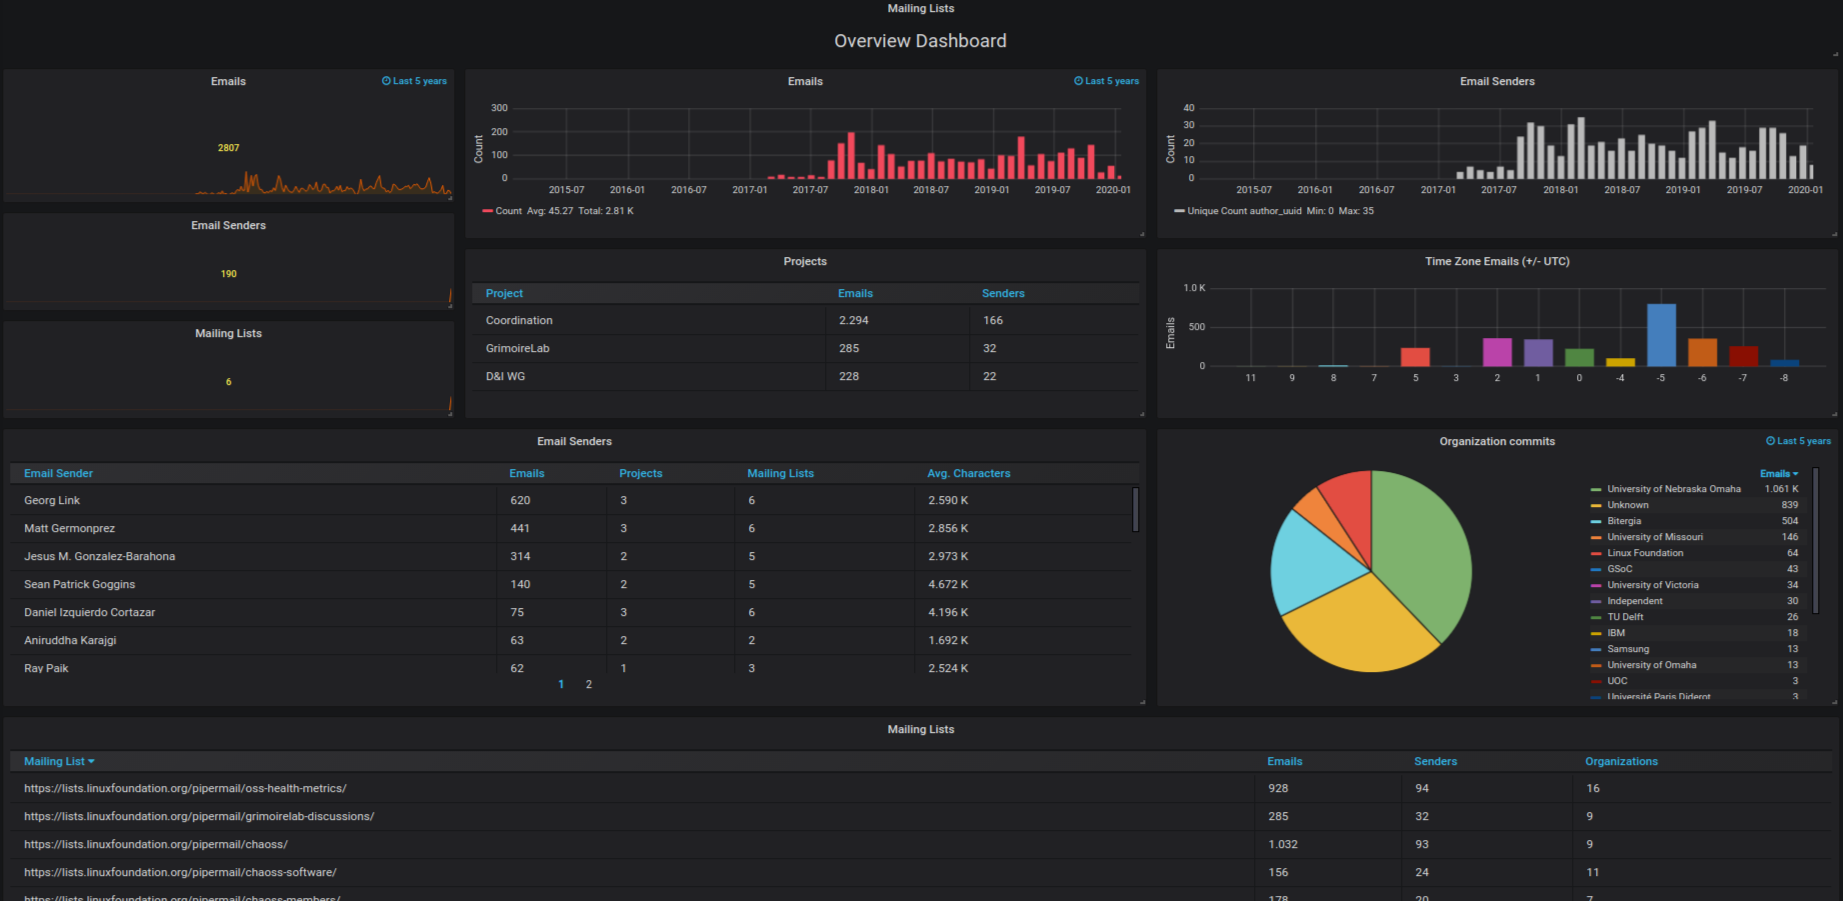 Mailing Lists
Overview Dashboard
Emails
Last 5 years
2807
Email Senders
190
Mailing Lists
6
Emails
Last 5 years
300
200
100
0
Count
2015-07 2016-01 2016-07 2017-01 2017-07 2018-01 2018-07 2019-01 2019-07 2020-01
Count Avg: 45.27 Total: 2.81 K
Email Senders
40
30
20
10
0
Count
2015-07 2016-01 2016-07 2017-01 2017-07 2018-01 2018-07 2019-01 2019-07 2020-01
Unique Count author_uuid Min: 0 Max: 35
Projects
Project Emails Senders
Coordination 2.294 166
GrimoireLab 285 32
D&I WG 228 22
Time Zone Emails (+/- UTC)
1.0 K
500
0
Emails
11 9 8 7 5 3 2 1 0 -4 -5 -6 -7 -8
Email Senders
Email Sender Emails Projects Mailing Lists Avg. Characters
Georg Link 620 3 6 2.590 K
Matt Germonprez 441 3 6 2.856 K
Jesus M. Gonzalez-Barahona 314 2 5 2.973 K
Sean Patrick Goggins 140 2 5 4.672 K
Daniel Izquierdo Cortazar 75 3 6 4.196 K
Aniruddha Karajgi 63 2 2 1.692 K
Ray Paik 62 1 3 2.524 K
1 2
Organization commits
Last 5 years
Emails
University of Nebraska Omaha 1.061 K
Unknown 839
Bitergia 504
University of Missouri 146
Linux Foundation 64
GSoC 43
University of Victoria 34
Independent 30
TU Delft 26
IBM 18
Samsung 13
University of Omaha 13
UOC 3
Université Paris Diderot 3
Mailing Lists
Mailing List Emails Senders Organizations
https://lists.linuxfoundation.org/pipermail/oss-health-metrics/ 928 94 16
https://lists.linuxfoundation.org/pipermail/grimoirelab-discussions/ 285 32 9
https://lists.linuxfoundation.org/pipermail/chaoss/ 1.032 93 9
https://lists.linuxfoundation.org/pipermail/chaoss-software/ 156 24 11
https://lists.linuxfoundation.org/pipermail/chaoss-members/ 178 20 7